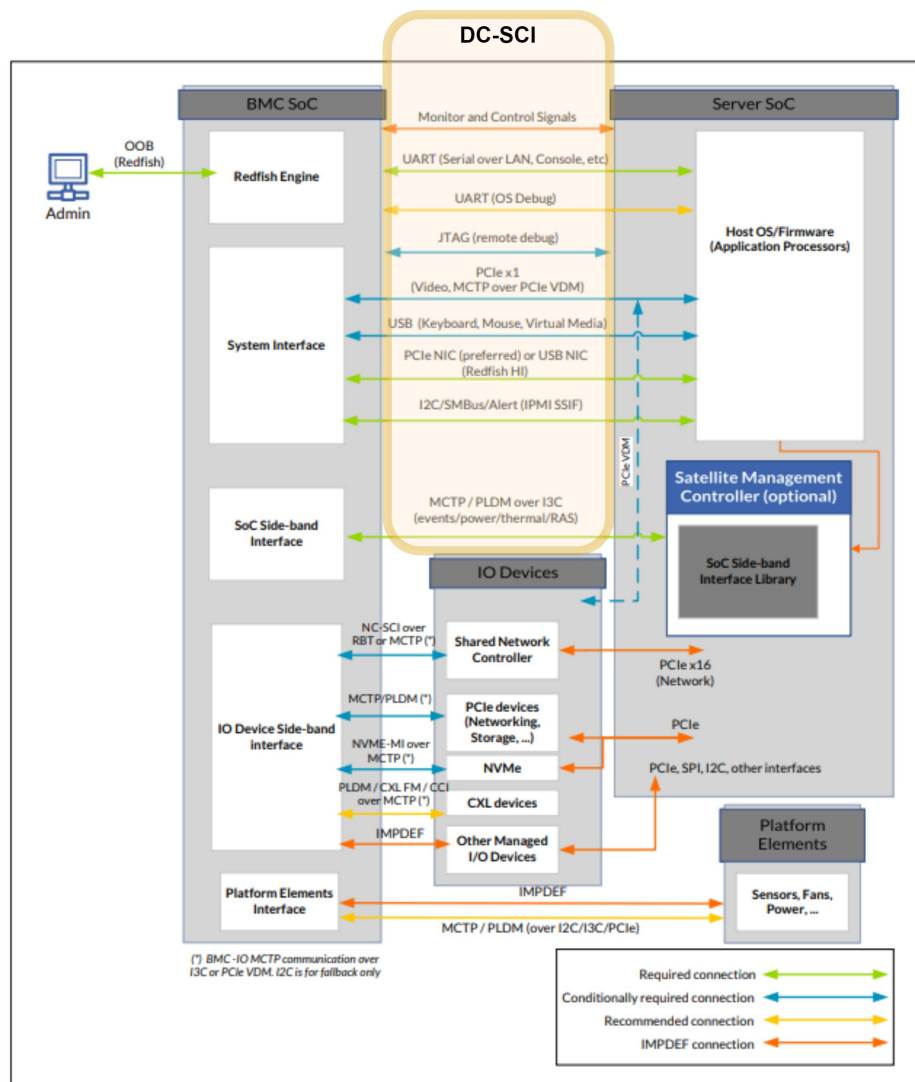 DC-SCI
BMC SoC
Server SoC
Monitor and Control Signals
OOB
(Redfish)
Admin
Redfish Engine
UART (Serial over LAN, Console, etc)
UART (OS Debug)
JTAG (remote debug)
Host OS/Firmware
(Application Processors)
PCIe x1
(Video, MCTP over PCIe VDM)
System Interface
USB (Keyboard, Mouse, Virtual Media)
PCIe NIC (preferred) or USB NIC
(Redfish HI)
I2C/SMBus/Alert (IPMI SSIF)
PCIe VDM
Satellite Management
Controller (optional)
SoC Side-band
Interface
MCTP / PLDM over I3C
(events/power/thermal/RAS)
SoC Side-band
Interface Library
IO Devices
NC-SCI over
RBT or MCTP (*)
Shared Network
Controller
PCIe x16
(Network)
IO Device Side-band
interface
MCTP/PLDM (*)
PCIe devices
(Networking,
Storage, ...)
PCIe
NVME-MI over
MCTP (*)
NVMe
PCIe, SPI, I2C, other interfaces
PLDM / CXL FM / CCI
over MCTP (*)
CXL devices
IMPDEF
Other Managed
I/O Devices
Platform
Elements
Platform Elements
Interface
IMPDEF
Sensors, Fans,
Power, ...
MCTP / PLDM (over I2C/I3C/PCIe)
(*) BMC -IO MCTP communication over
I3C or PCIe VDM. I2C is for fallback only
Required connection
Conditionally required connection
Recommended connection
IMPDEF connection